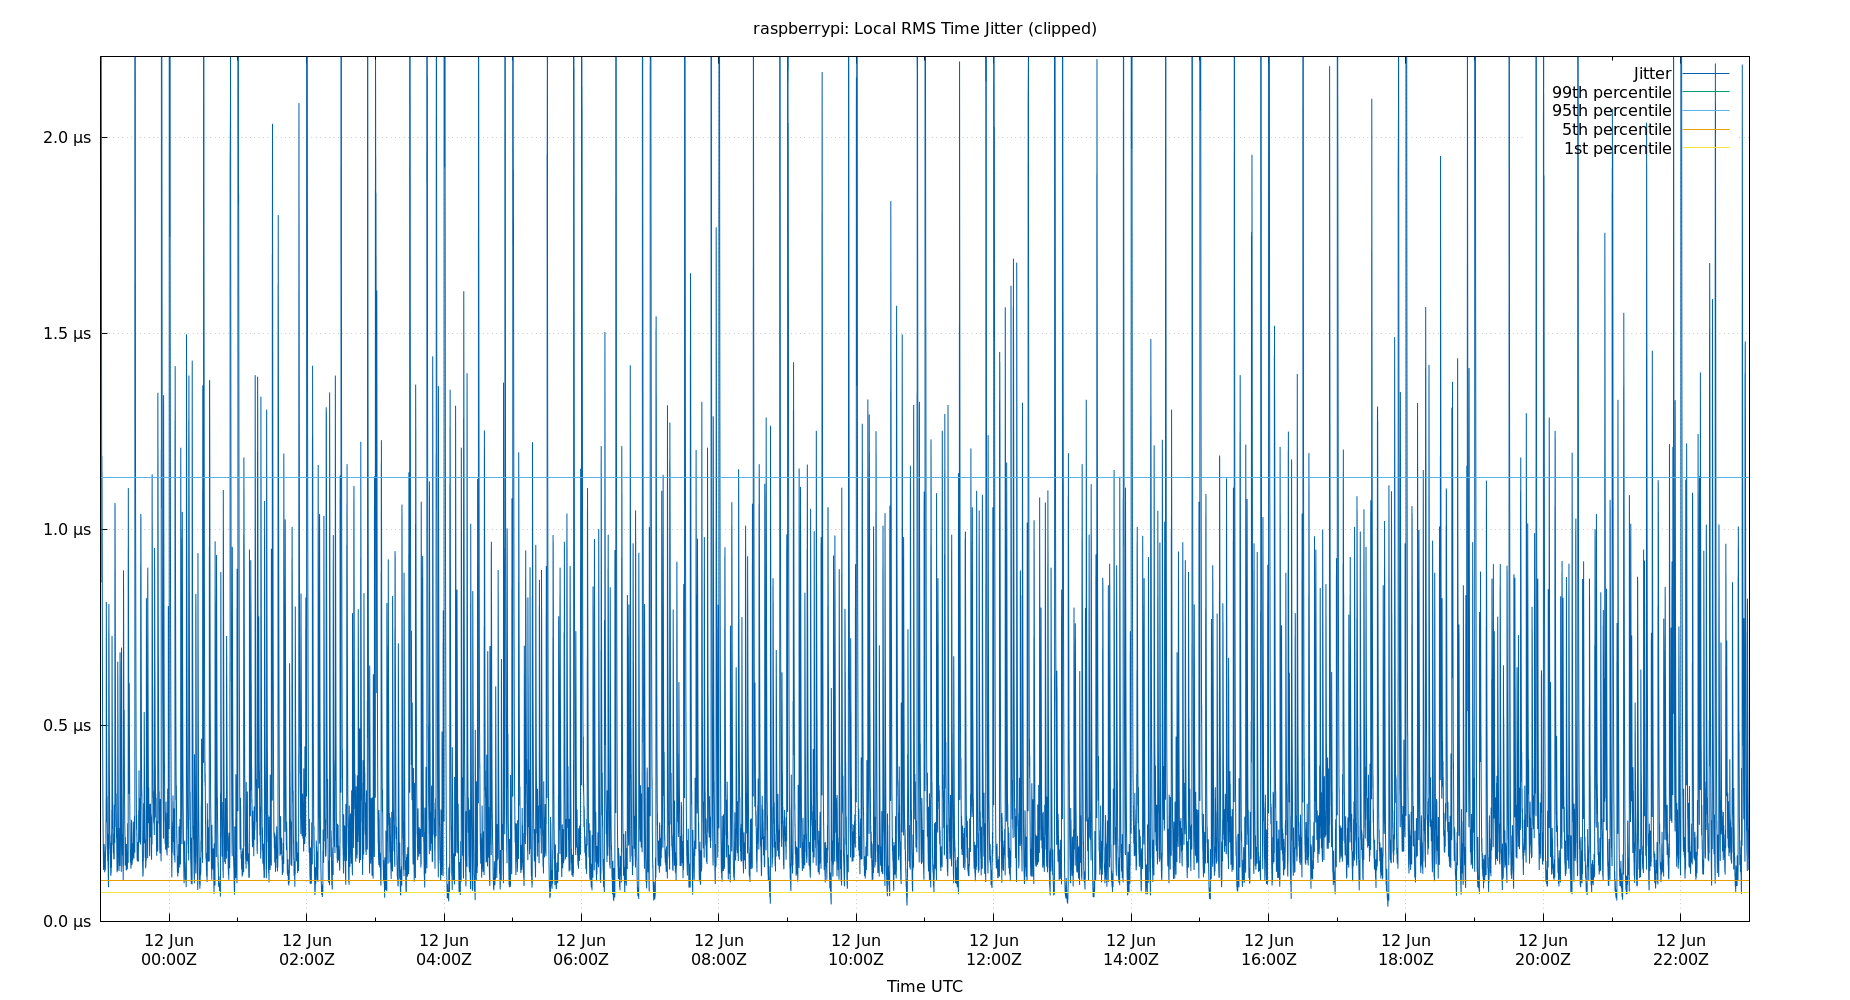 raspberrypi: Local RMS Time Jitter (clipped)
Jitter
99th percentile
95th percentile
5th percentile
1st percentile
2.0 µs
1.5 µs
1.0 µs
0.5 µs
0.0 µs
12 Jun 12 Jun 12 Jun 12 Jun 12 Jun 12 Jun 12 Jun 12 Jun 12 Jun 12 Jun 12 Jun 12 Jun
00:00Z 02:00Z 04:00Z 06:00Z 08:00Z 10:00Z 12:00Z 14:00Z 16:00Z 18:00Z 20:00Z 22:00Z
Time UTC